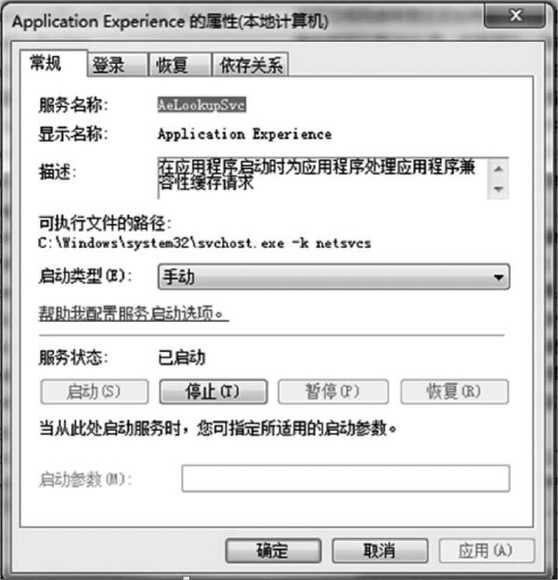 Application Experience 的属性(本地计算机)
常规 登录 恢复 依存关系
服务名称: AeLookupSvc
显示名称: Application Experience
描述: 在应用程序启动时为应用程序处理应用程序兼
容性缓存请求
可执行文件的路径:
C:\Windows\system32\svchost.exe -k netsvcs
启动类型(E): 手动
帮助我配置服务启动选项。
服务状态: 已启动
启动(S) 停止(T) 暂停(P) 恢复(R)
当从此处启动服务时，您可指定所适用的启动参数。
启动参数(M):
确定 取消 应用(A)